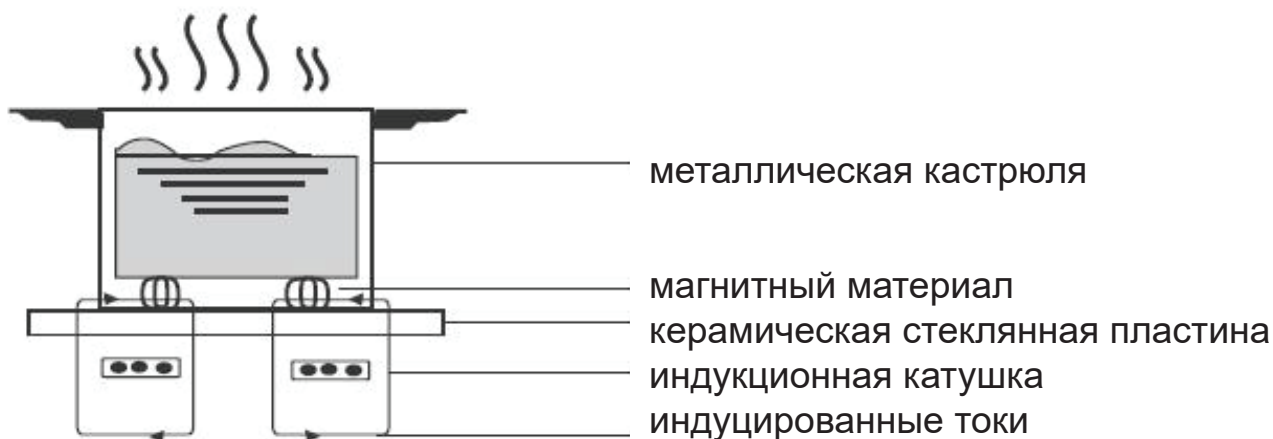 металлическая кастрюля
магнитный материал
керамическая стеклянная пластина
индукционная катушка
индуцированные токи